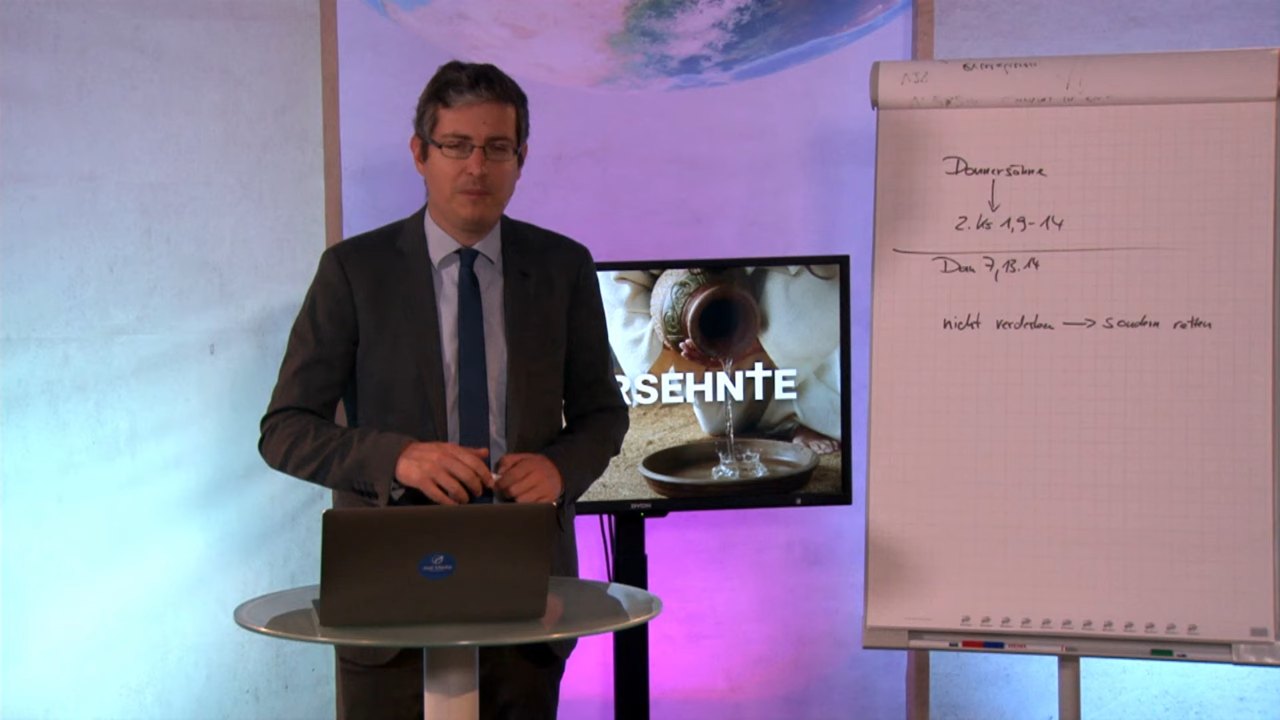 RSEHNTE
Donnersöhne
2. Kö 1,9-14
Dan 7,13.14
nicht verderben → sondern retten